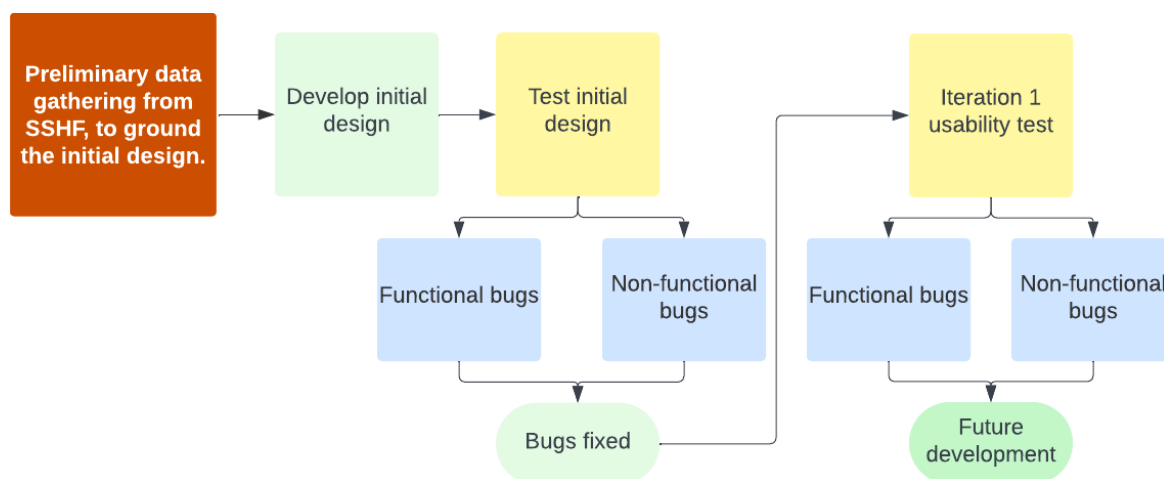 Preliminary data
gathering from
SSHF, to ground
the initial design.
Develop initial
design
Test initial
design
Iteration 1
usability test
Functional bugs
Non-functional
bugs
Functional bugs
Non-functional
bugs
Bugs fixed
Future
development